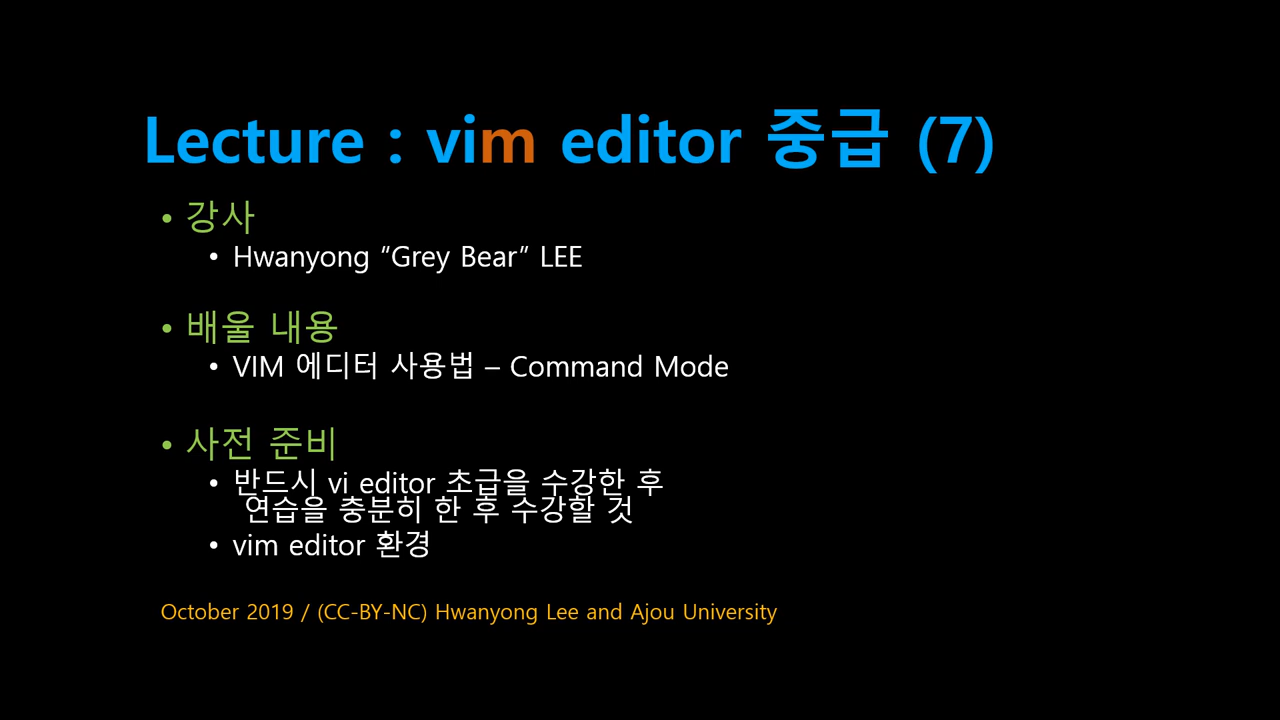 Lecture : vim editor 중급 (7)
• 강사
• Hwanyong “Grey Bear” LEE
• 배울 내용
• VIM 에디터 사용법 – Command Mode
• 사전 준비
• 반드시 vi editor 초급을 수강한 후
연습을 충분히 한 후 수강할 것
• vim editor 환경
October 2019 / (CC-BY-NC) Hwanyong Lee and Ajou University